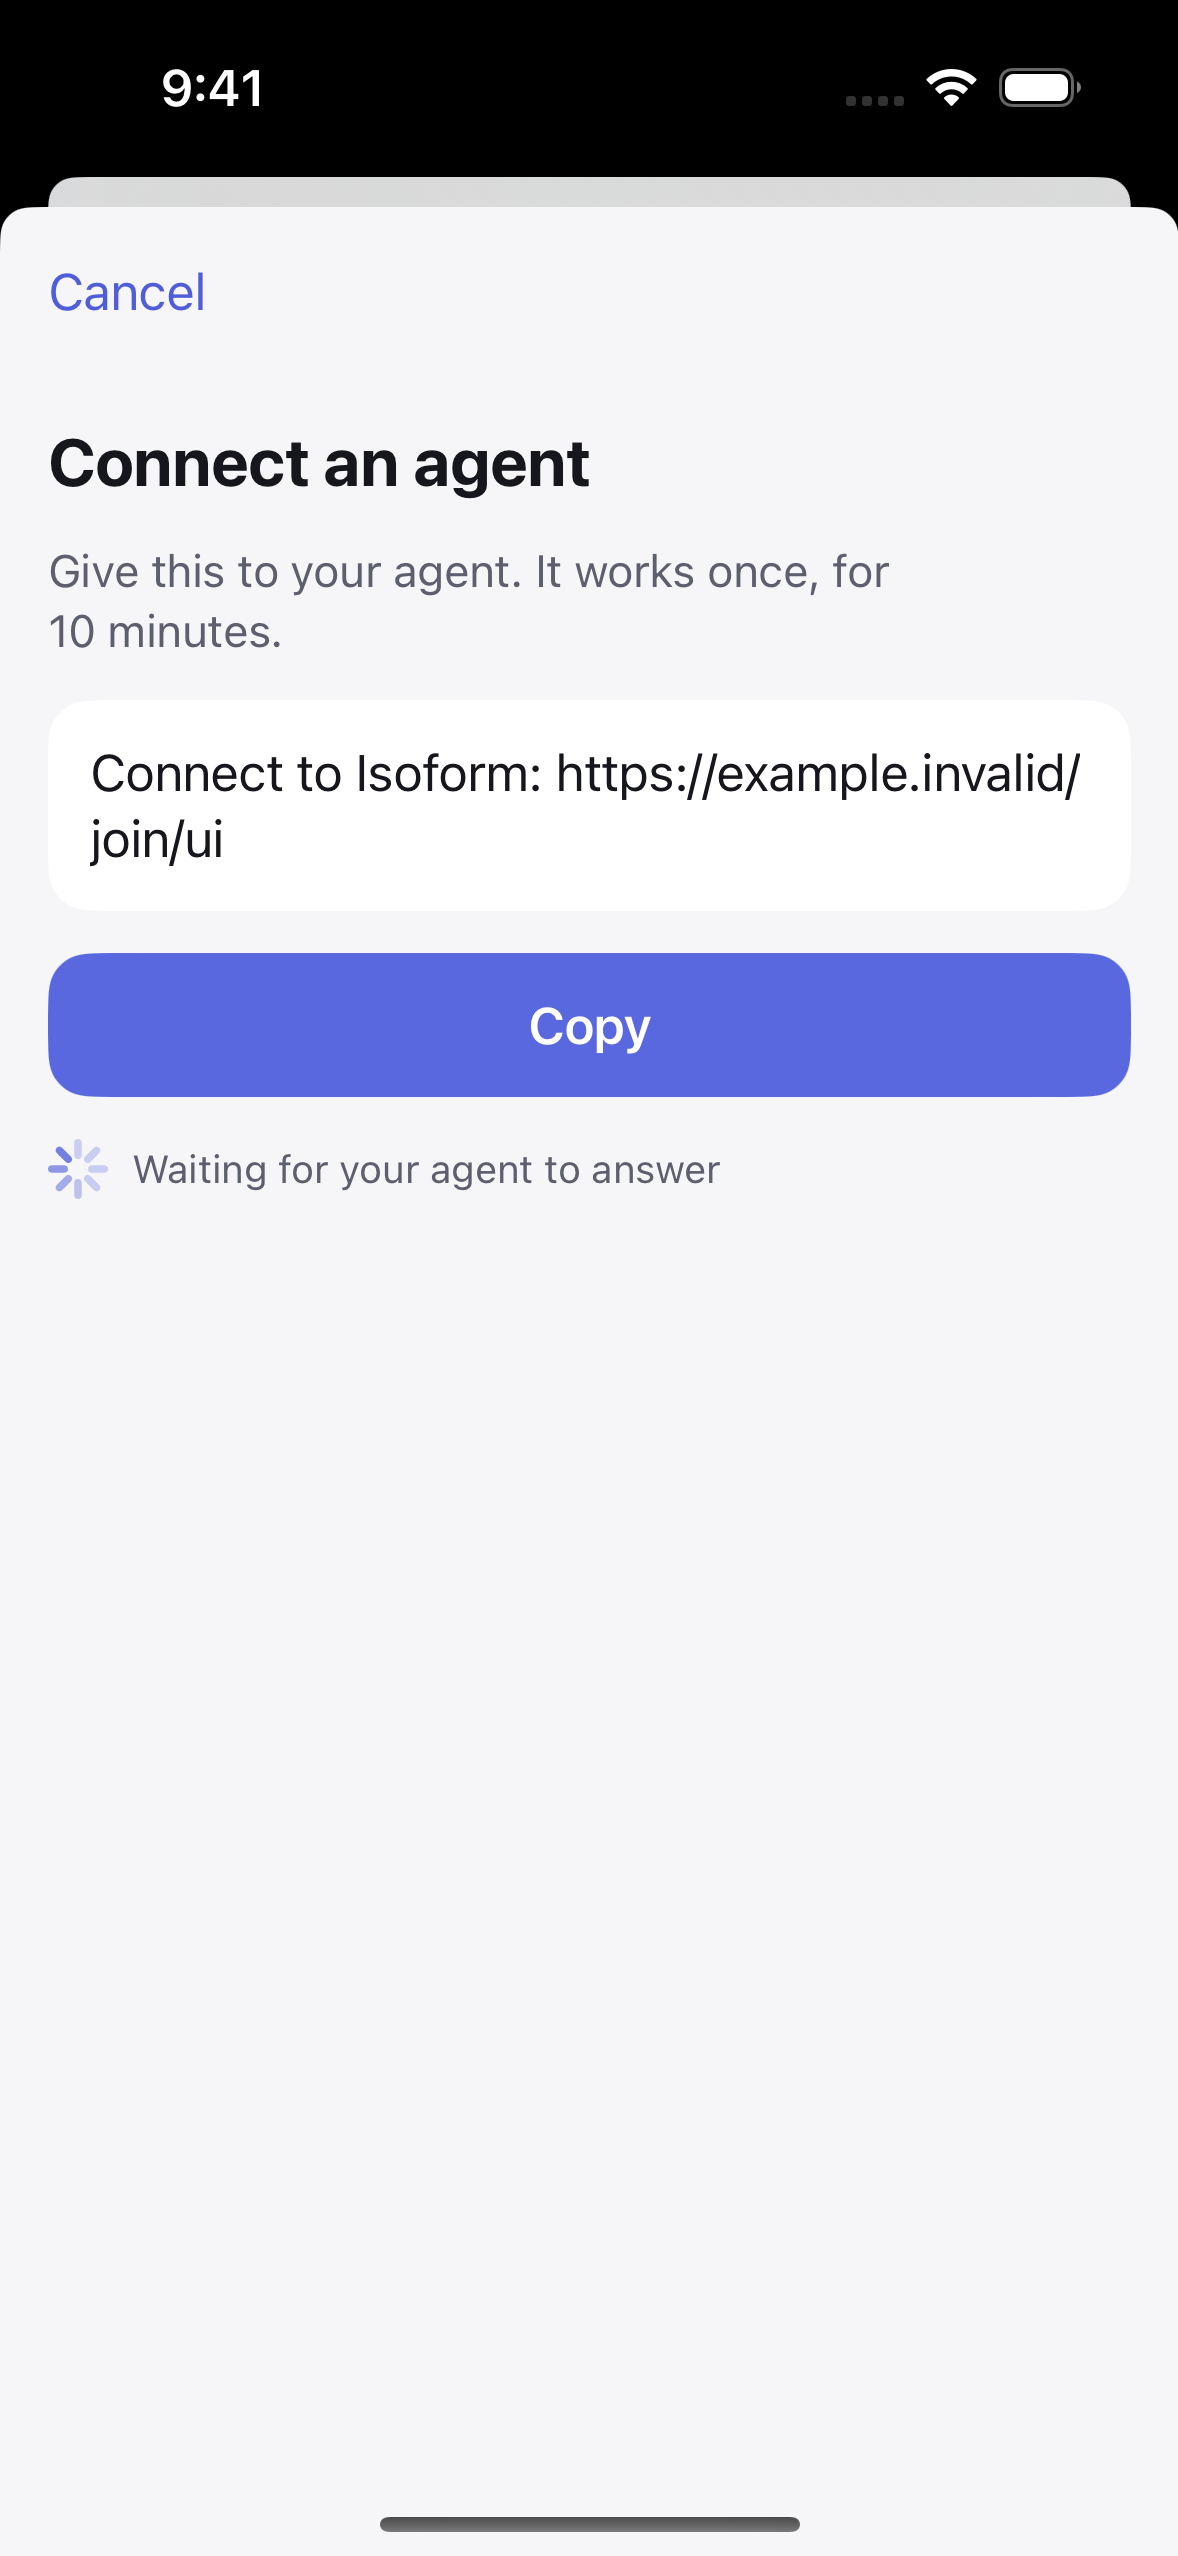 9:41
Cancel
Connect an agent
Give this to your agent. It works once, for
10 minutes.
Connect to Isoform: https://example.invalid/
join/ui
Copy
Waiting for your agent to answer